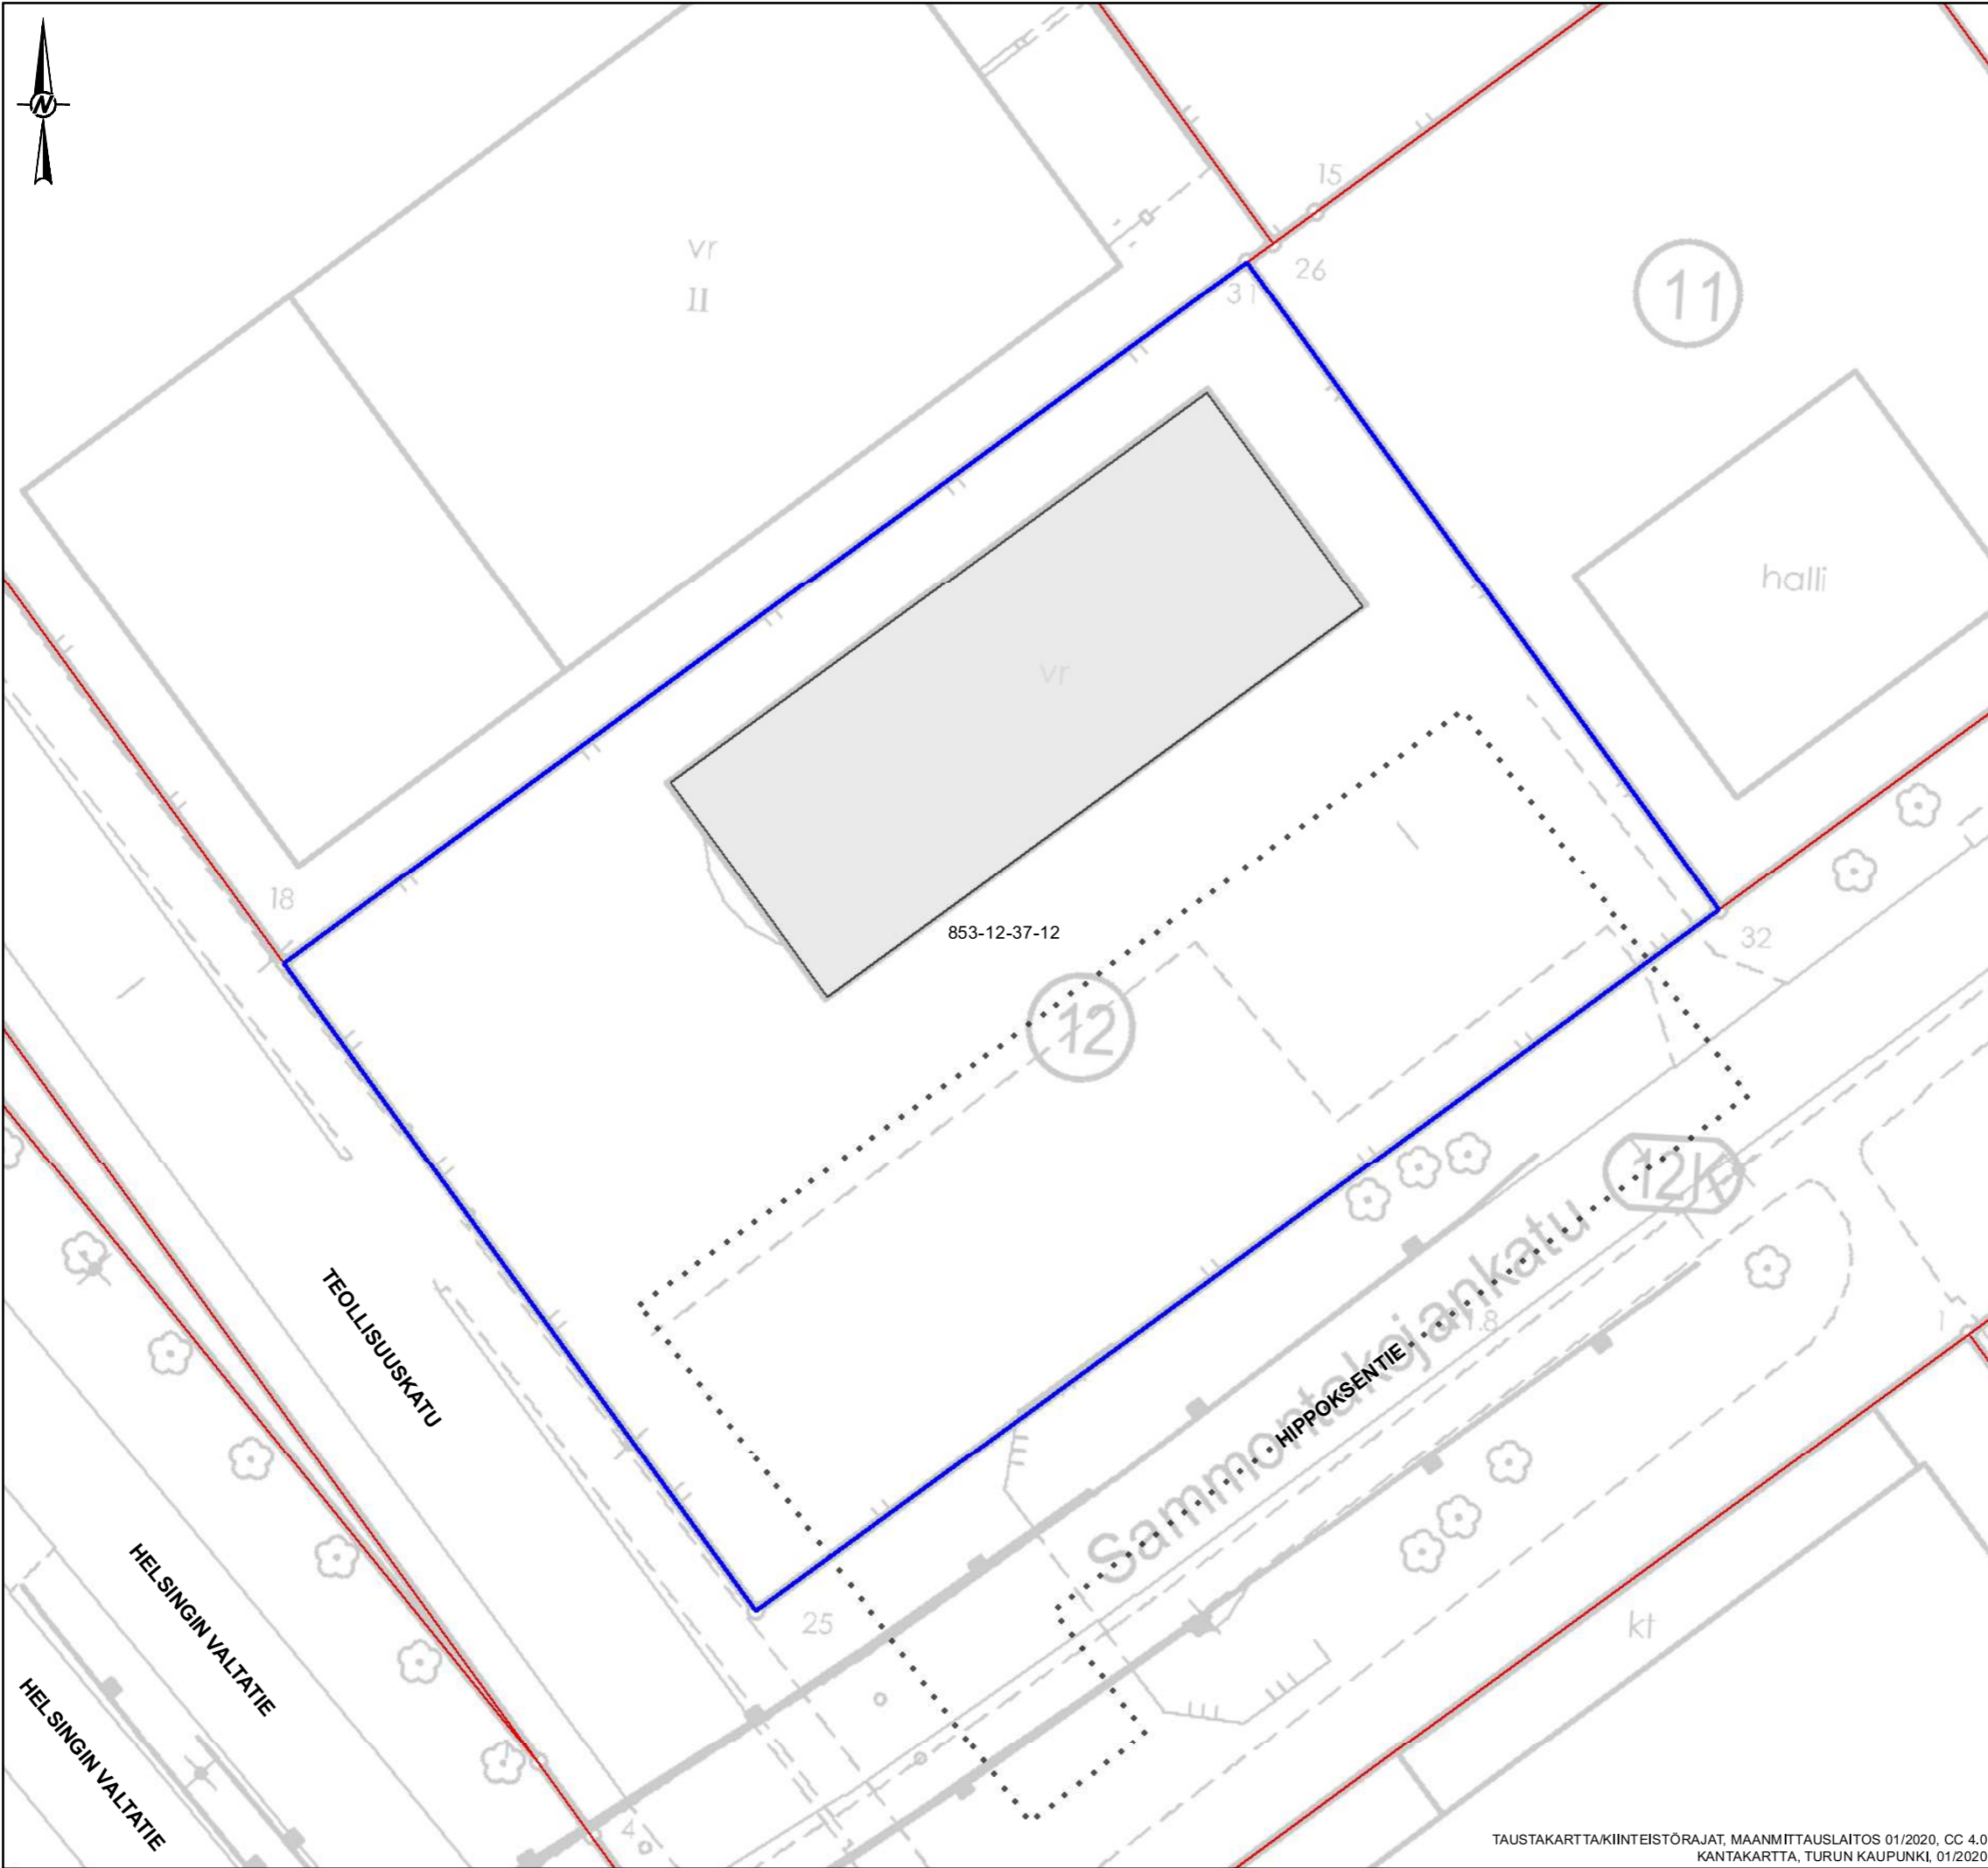 N
15
vr
II
26
31
11
halli
vr
18
853-12-37-12
32
12
12K
1.8
1
TEOLLISUUSKATU
Sammontakojankatu
HIPPOKSENTIE
HELSINGIN VALTATIE
25
kt
HELSINGIN VALTATIE
4
TAUSTAKARTTA/KIINTEISTÖRAJAT, MAANMITTAUSLAITOS 01/2020, CC 4.0
KANTAKARTTA, TURUN KAUPUNKI, 01/2020